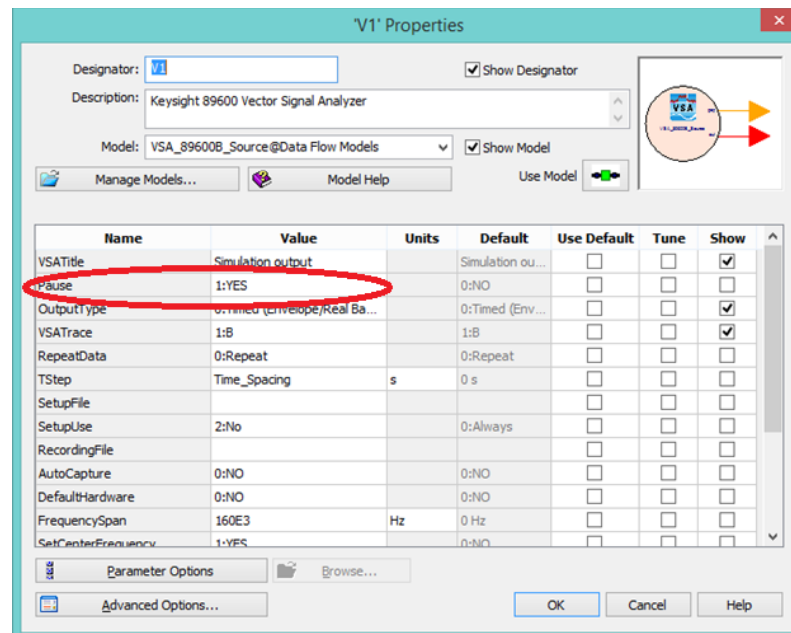 'V1' Properties
Designator: V1
Show Designator
Description: Keysight 89600 Vector Signal Analyzer
Model: VSA_89600B_Source@Data Flow Models
Show Model
Manage Models...
Model Help
Use Model
VSA
Name Value Units Default Use Default Tune Show
VSATitle Simulation output Simulation ou...
Pause 1:YES 0:NO
OutputType 0:Timed (Envelope/Real Ba... 0:Timed (Env...
VSATrace 1:B 1:B
RepeatData 0:Repeat 0:Repeat
TStep Time_Spacing s 0 s
SetupFile
SetupUse 2:No 0:Always
RecordingFile
AutoCapture 0:NO 0:NO
DefaultHardware 0:NO 0:NO
FrequencySpan 160E3 Hz 0 Hz
SetCenterFrequency 1:YES 0:NO
Parameter Options
Browse...
Advanced Options...
OK
Cancel
Help